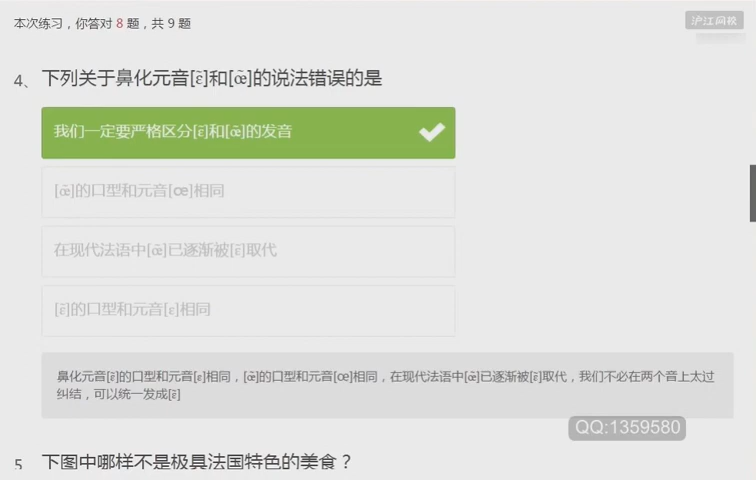 本次练习，你答对 8 题，共 9 题
沪江网校
4、 下列关于鼻化元音[ɛ̃]和[œ̃]的说法错误的是
我们一定要严格区分[ɛ̃]和[œ̃]的发音
[œ̃]的口型和元音[œ]相同
在现代法语中[œ̃]已逐渐被[ɛ̃]取代
[ɛ̃]的口型和元音[ɛ]相同
鼻化元音[ɛ̃]的口型和元音[ɛ]相同，[œ̃]的口型和元音[œ]相同，在现代法语中[œ̃]已逐渐被[ɛ̃]取代，我们不必在两个音上太过
纠结，可以统一发成[ɛ̃]
QQ:1359580
5、 下图中哪样不是极具法国特色的美食？